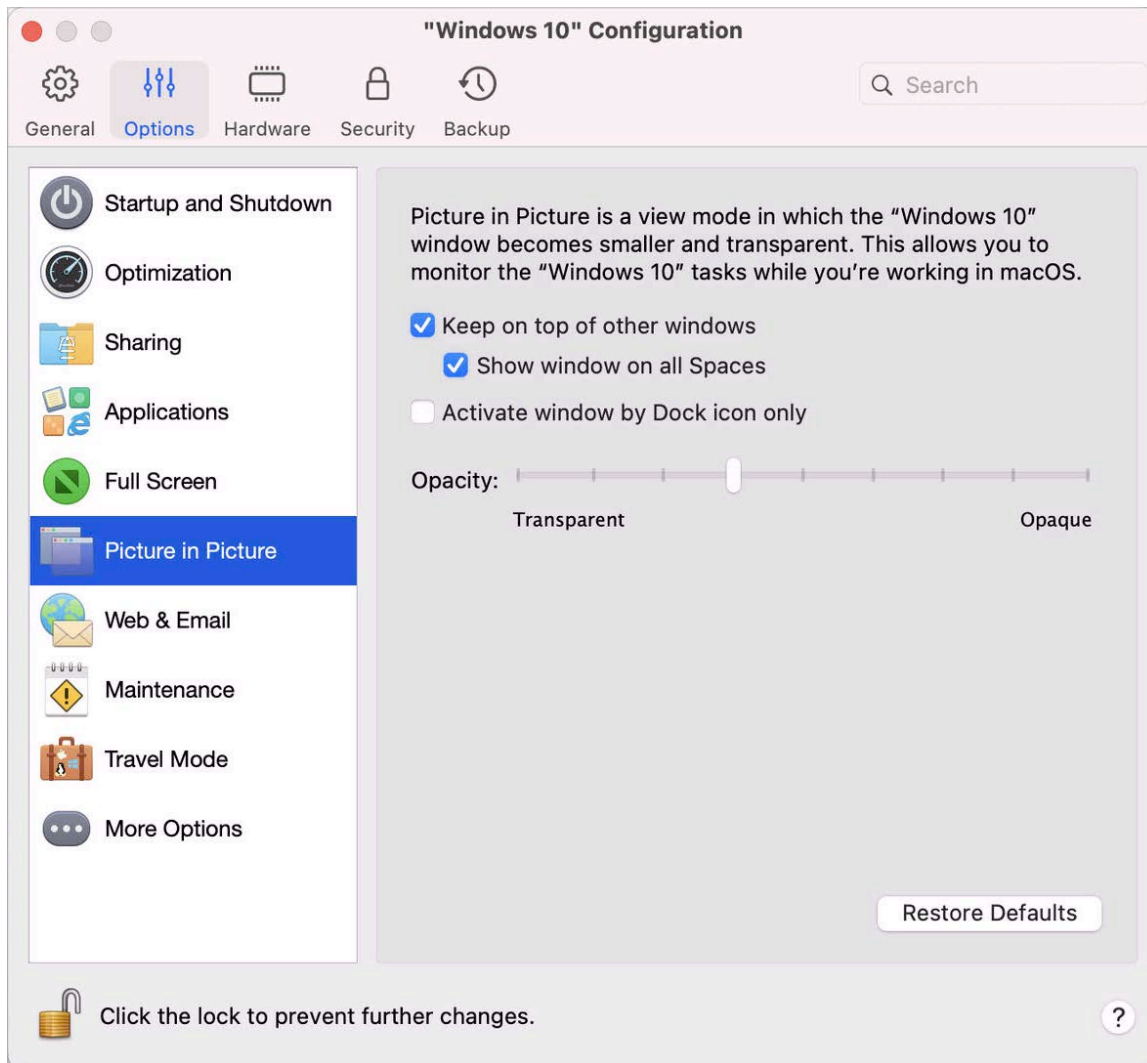 "Windows 10" Configuration
General
Options
Hardware
Security
Backup
Search
Startup and Shutdown
Optimization
Sharing
Applications
Full Screen
Picture in Picture
Web & Email
Maintenance
Travel Mode
More Options
Picture in Picture is a view mode in which the “Windows 10”
window becomes smaller and transparent. This allows you to
monitor the “Windows 10” tasks while you’re working in macOS.
Keep on top of other windows
Show window on all Spaces
Activate window by Dock icon only
Opacity:
Transparent
Opaque
Restore Defaults
Click the lock to prevent further changes.
?